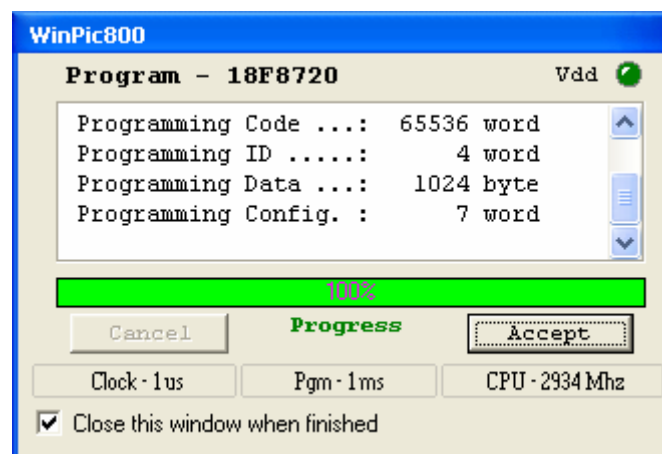 WinPic800
Program - 18F8720 Vdd
Programming Code ...: 65536 word
Programming ID .....: 4 word
Programming Data ...: 1024 byte
Programming Config. : 7 word
100%
Cancel Progress Accept
Clock - 1us Pgm - 1ms CPU - 2934 Mhz
Close this window when finished